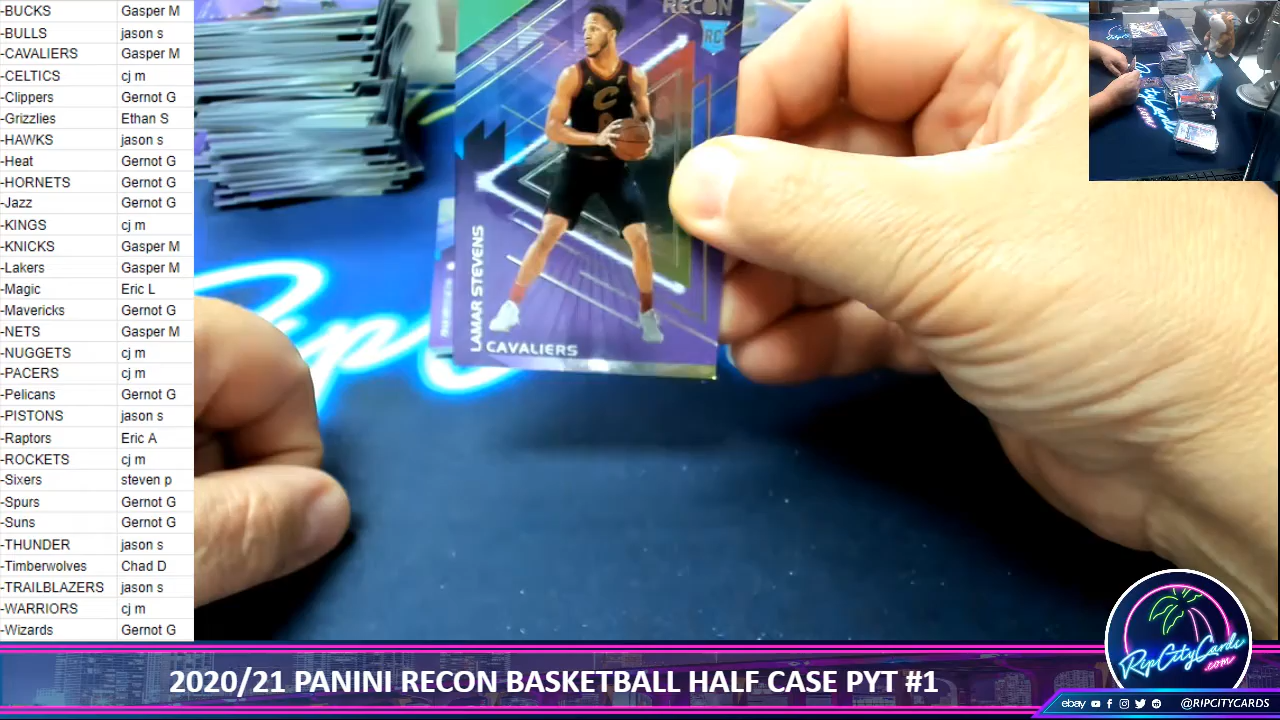 -BUCKS Gasper M
-BULLS jason s
-CAVALIERS Gasper M
-CELTICS cj m
-Clippers Gernot G
-Grizzlies Ethan S
-HAWKS jason s
-Heat Gernot G
-HORNETS Gernot G
-Jazz Gernot G
-KINGS cj m
-KNICKS Gasper M
-Lakers Gasper M
-Magic Eric L
-Mavericks Gernot G
-NETS Gasper M
-NUGGETS cj m
-PACERS cj m
-Pelicans Gernot G
-PISTONS jason s
-Raptors Eric A
-ROCKETS cj m
-Sixers steven p
-Spurs Gernot G
-Suns Gernot G
-THUNDER jason s
-Timberwolves Chad D
-TRAILBLAZERS jason s
-WARRIORS cj m
-Wizards Gernot G
RECON
RC
LAMAR STEVENS
CAVALIERS
Rip
2020/21 PANINI RECON BASKETBALL HALF CASE PYT #1
RipCityCards
.com
ebay @RIPCITYCARDS